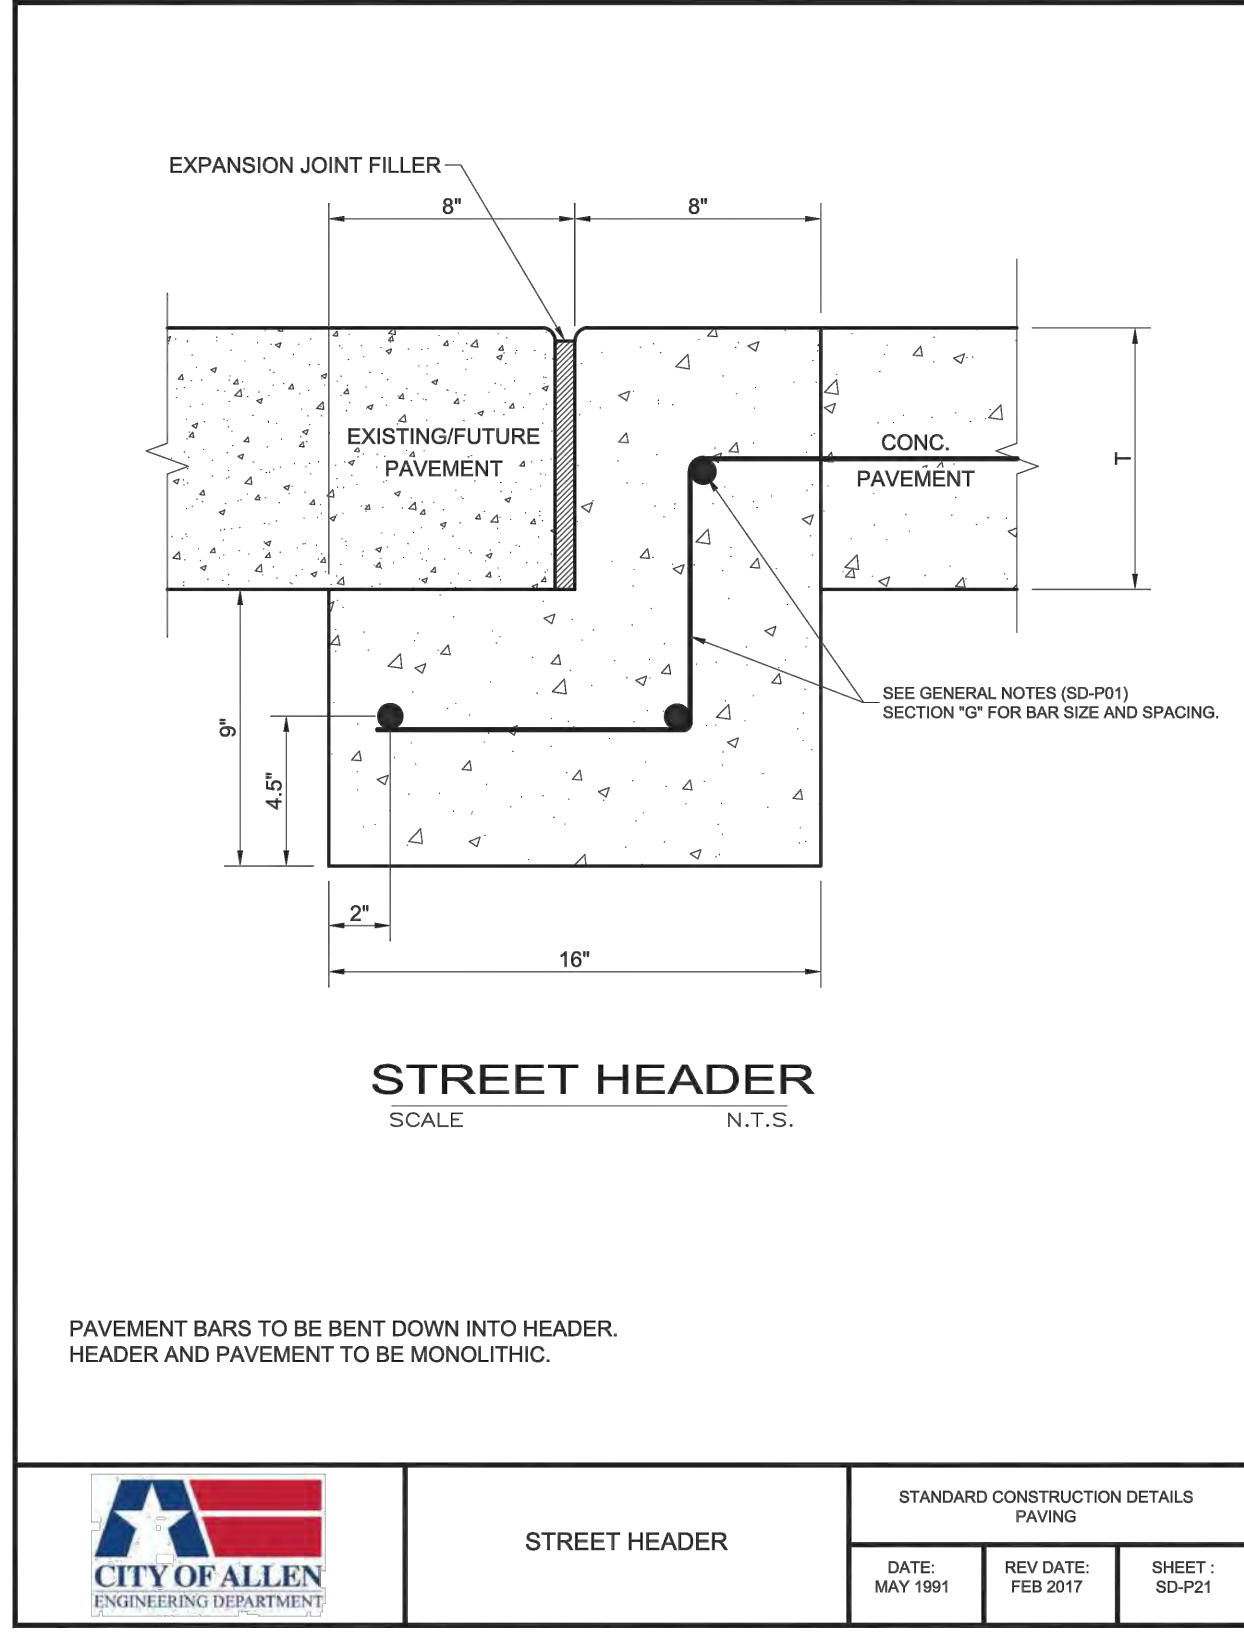 EXPANSION JOINT FILLER
8"
8"
EXISTING/FUTURE
PAVEMENT
CONC.
PAVEMENT
T
SEE GENERAL NOTES (SD-P01)
SECTION "G" FOR BAR SIZE AND SPACING.
9"
4.5"
2"
16"
STREET HEADER
SCALE N.T.S.
PAVEMENT BARS TO BE BENT DOWN INTO HEADER.
HEADER AND PAVEMENT TO BE MONOLITHIC.
CITY OF ALLEN
ENGINEERING DEPARTMENT
STREET HEADER
STANDARD CONSTRUCTION DETAILS
PAVING
DATE:
MAY 1991
REV DATE:
FEB 2017
SHEET :
SD-P21